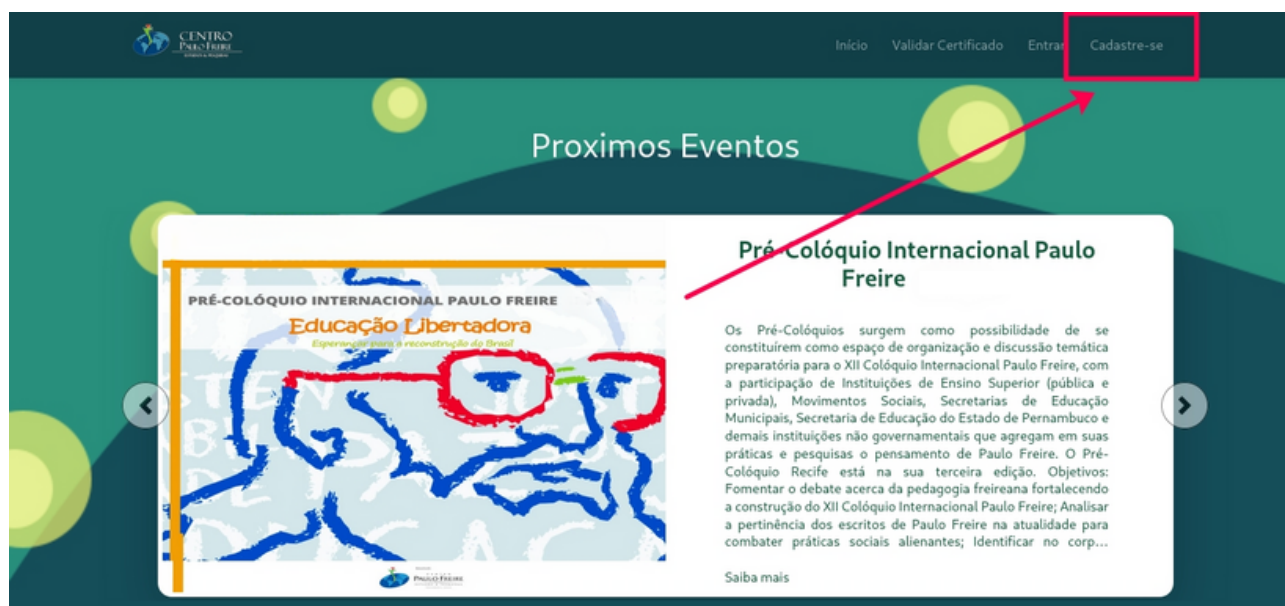 CENTRO
PAULO FREIRE
Início Validar Certificado Entrar Cadastre-se
Proximos Eventos
PRÉ-COLÓQUIO INTERNACIONAL PAULO FREIRE
Educação Libertadora
Esperançar para a reconstrução do Brasil
PAULO FREIRE
Pré-Colóquio Internacional Paulo
Freire
Os Pré-Colóquios surgem como possibilidade de se
constituírem como espaço de organização e discussão temática
preparatória para o XII Colóquio Internacional Paulo Freire, com
a participação de Instituições de Ensino Superior (pública e
privada), Movimentos Sociais, Secretarias de Educação
Municipais, Secretaria de Educação do Estado de Pernambuco e
demais instituições não governamentais que agregam em suas
práticas e pesquisas o pensamento de Paulo Freire. O Pré-
Colóquio Recife está na sua terceira edição. Objetivos:
Fomentar o debate acerca da pedagogia freireana fortalecendo
a construção do XII Colóquio Internacional Paulo Freire; Analisar
a pertinência dos escritos de Paulo Freire na atualidade para
combater práticas sociais alienantes; Identificar no corp...
Saiba mais